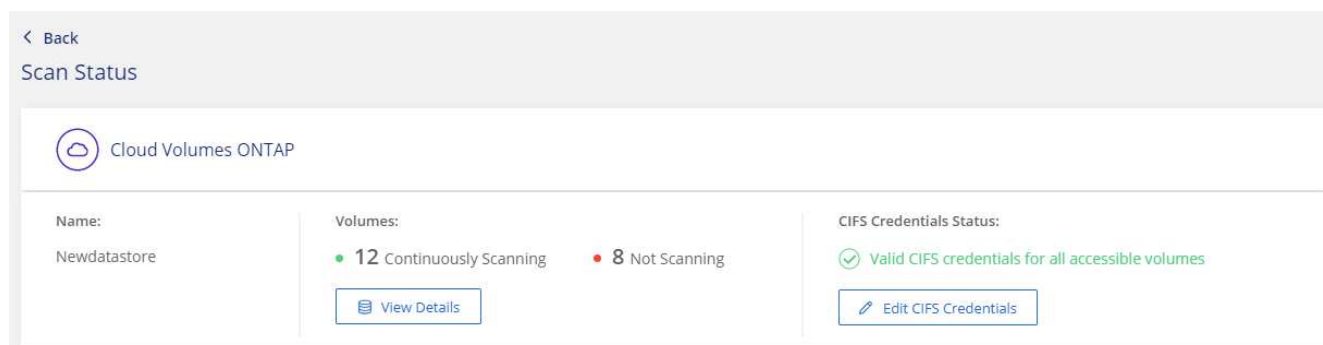 Back
Scan Status
Cloud Volumes ONTAP
Name:
Newdatastore
Volumes:
12 Continuously Scanning
8 Not Scanning
View Details
CIFS Credentials Status:
Valid CIFS credentials for all accessible volumes
Edit CIFS Credentials